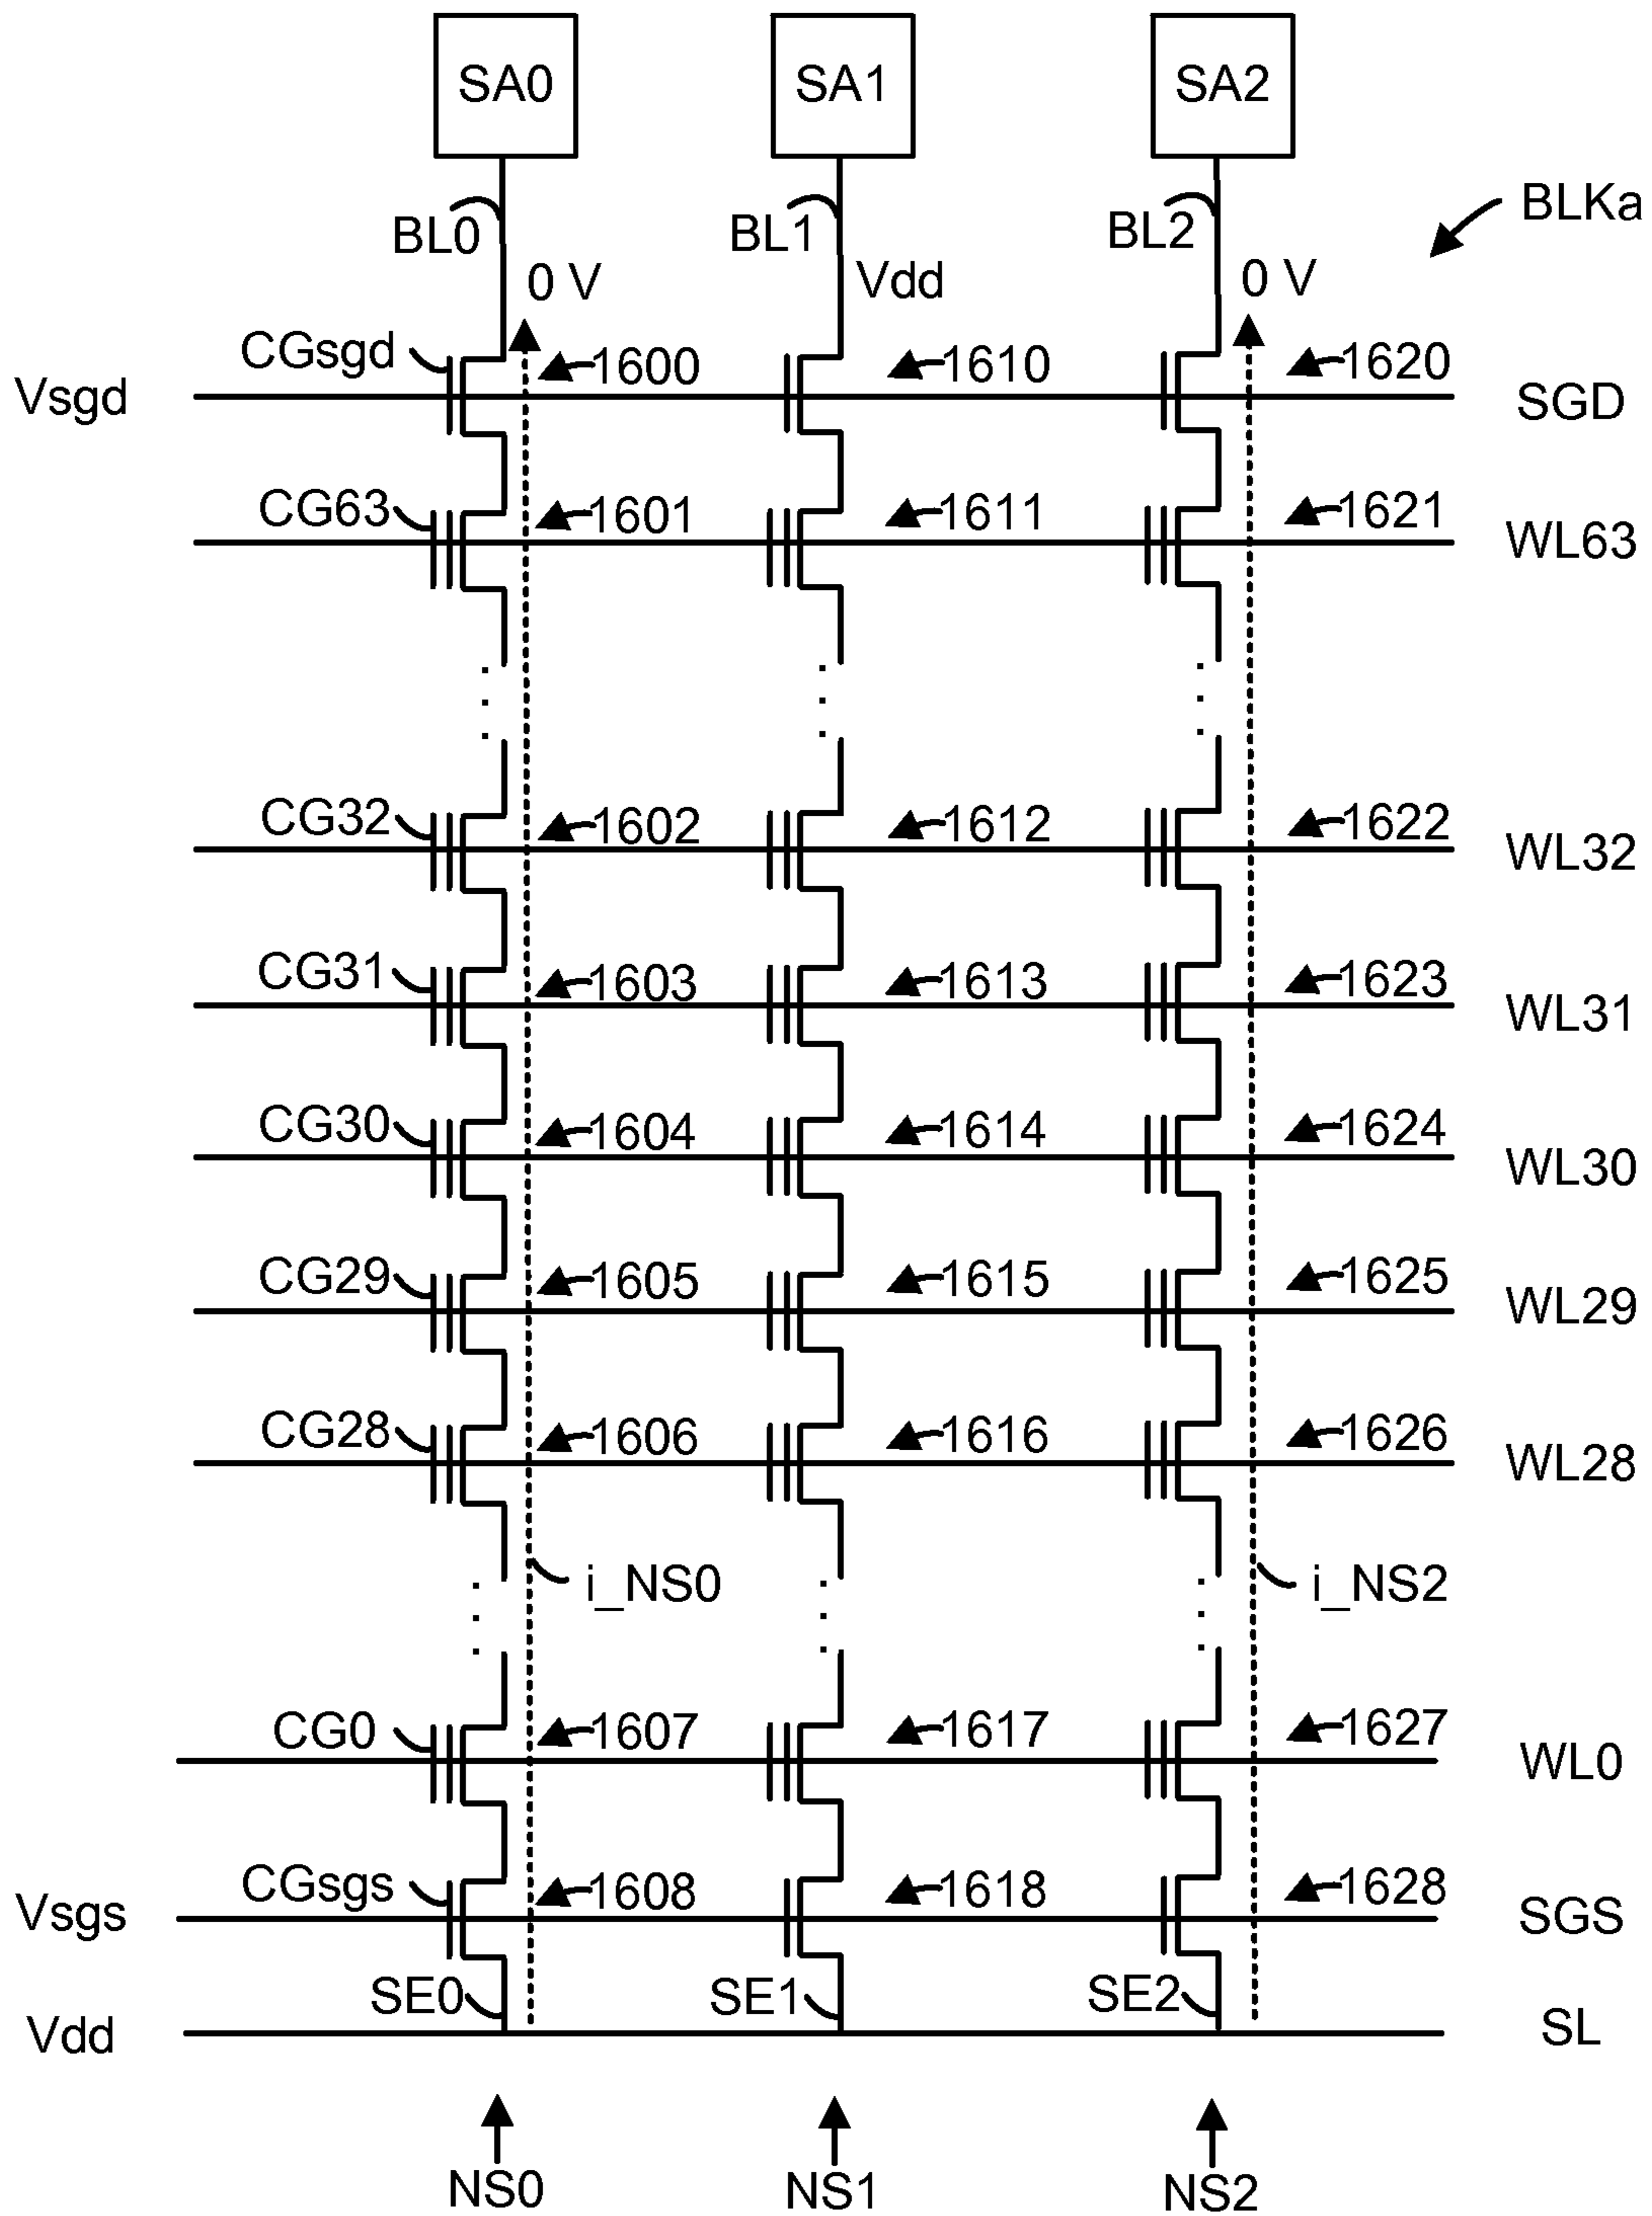 SA0 SA1 SA2
BLKa
BL0 BL1 BL2
0 V Vdd 0 V
Vsgd CGsgd 1600 1610 1620 SGD
CG63 1601 1611 1621 WL63
CG32 1602 1612 1622 WL32
CG31 1603 1613 1623 WL31
CG30 1604 1614 1624 WL30
CG29 1605 1615 1625 WL29
CG28 1606 1616 1626 WL28
i_NS0 i_NS2
CG0 1607 1617 1627 WL0
Vsgs CGsgs 1608 1618 1628 SGS
SE0 SE1 SE2
Vdd SL
NS0 NS1 NS2